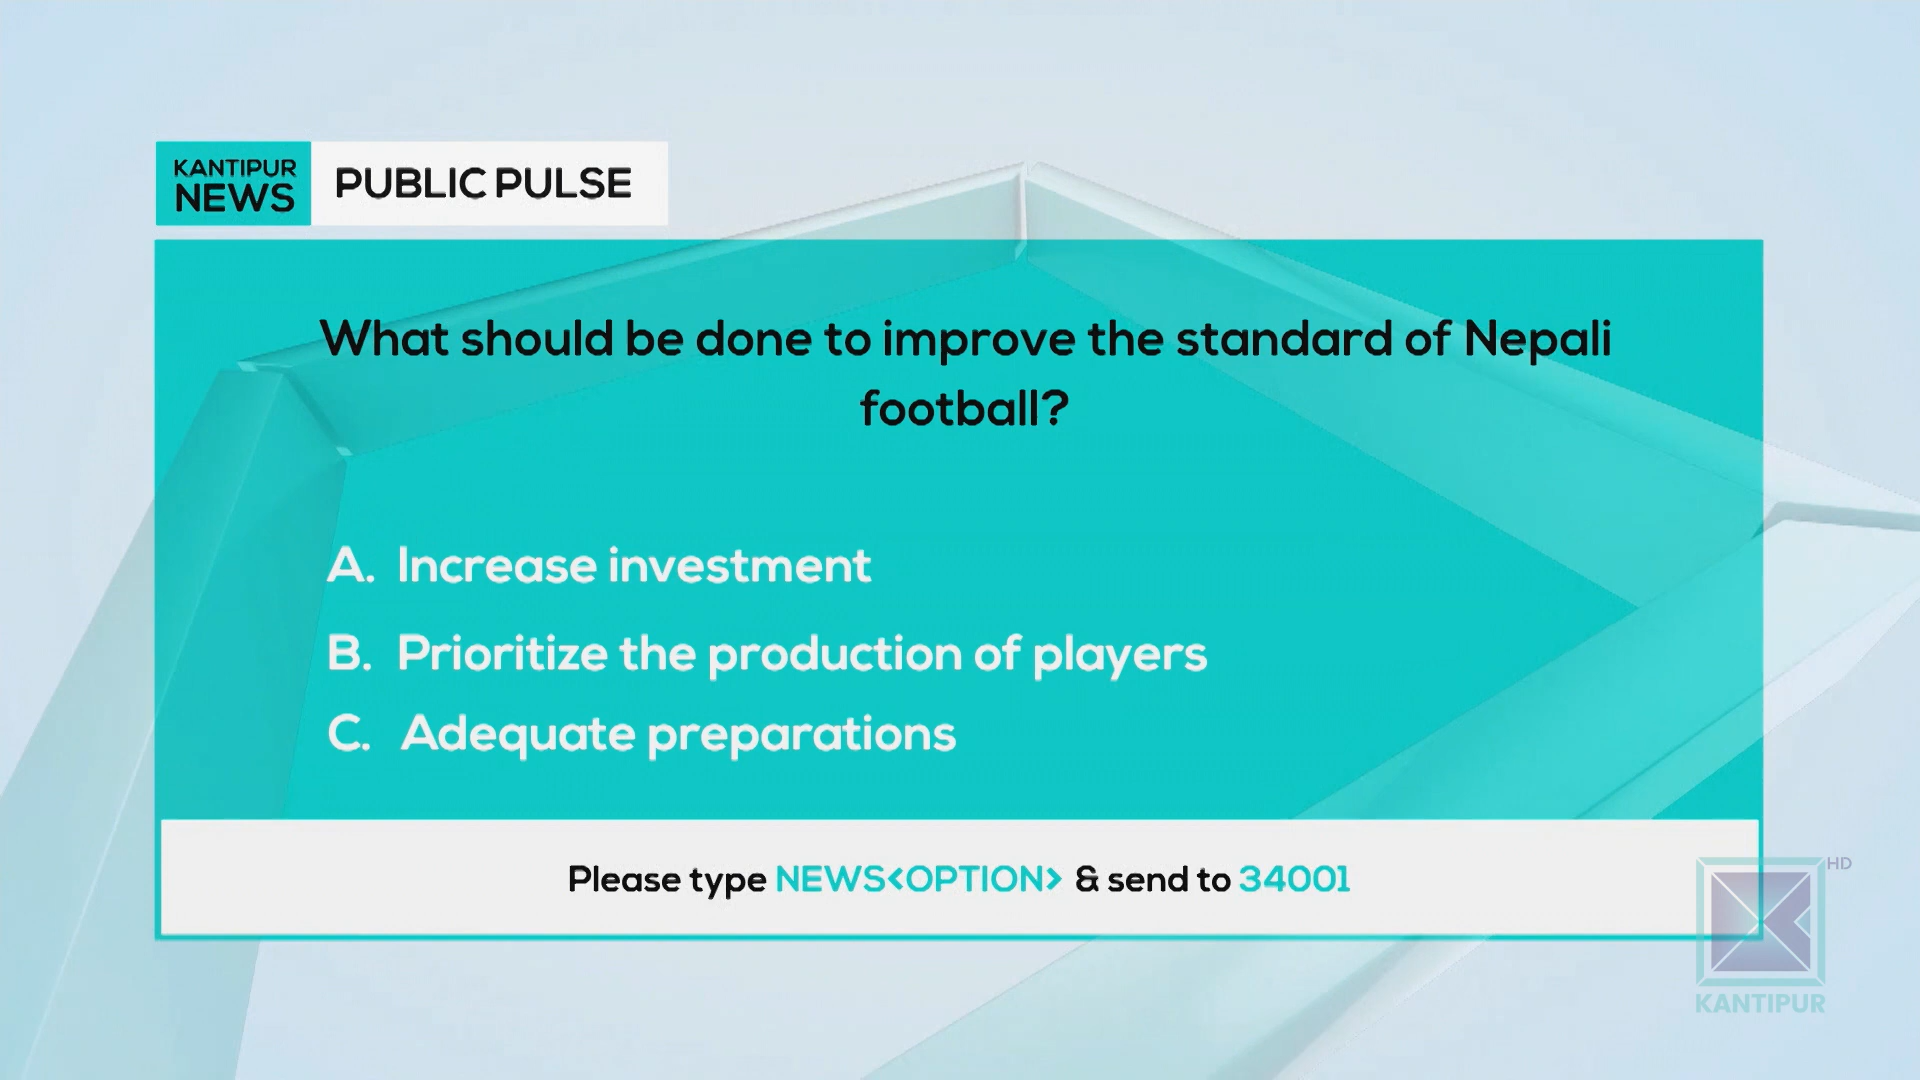 KANTIPUR
NEWS
PUBLIC PULSE
What should be done to improve the standard of Nepali
football?
A. Increase investment
B. Prioritize the production of players
C. Adequate preparations
Please type NEWS<OPTION> & send to 34001
HD
KANTIPUR